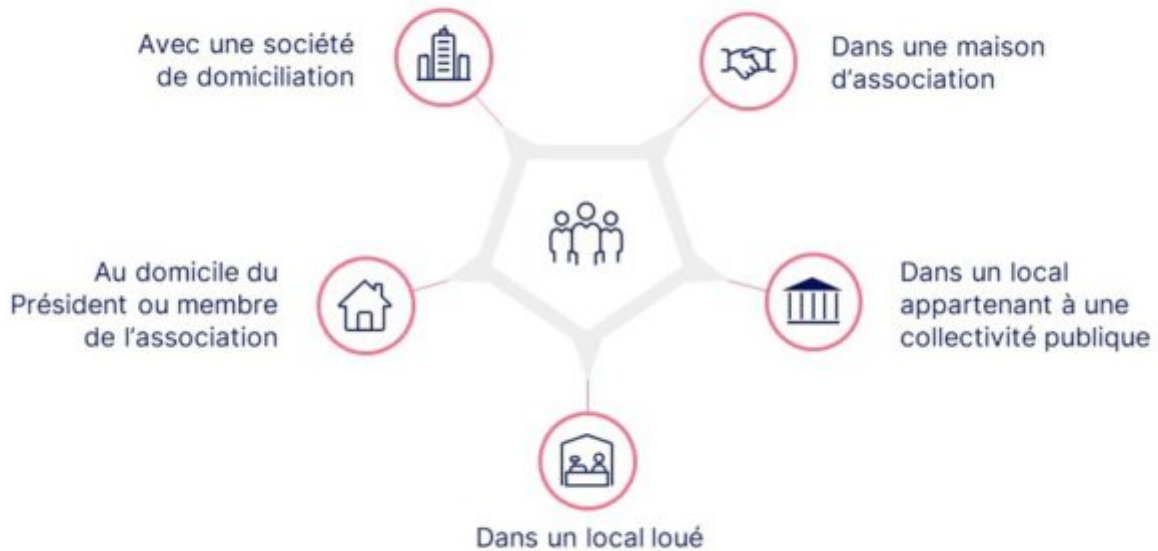 Avec une société
de domiciliation
Dans une maison
d'association
Au domicile du
Président ou membre
de l'association
Dans un local
appartenant à une
collectivité publique
Dans un local loué